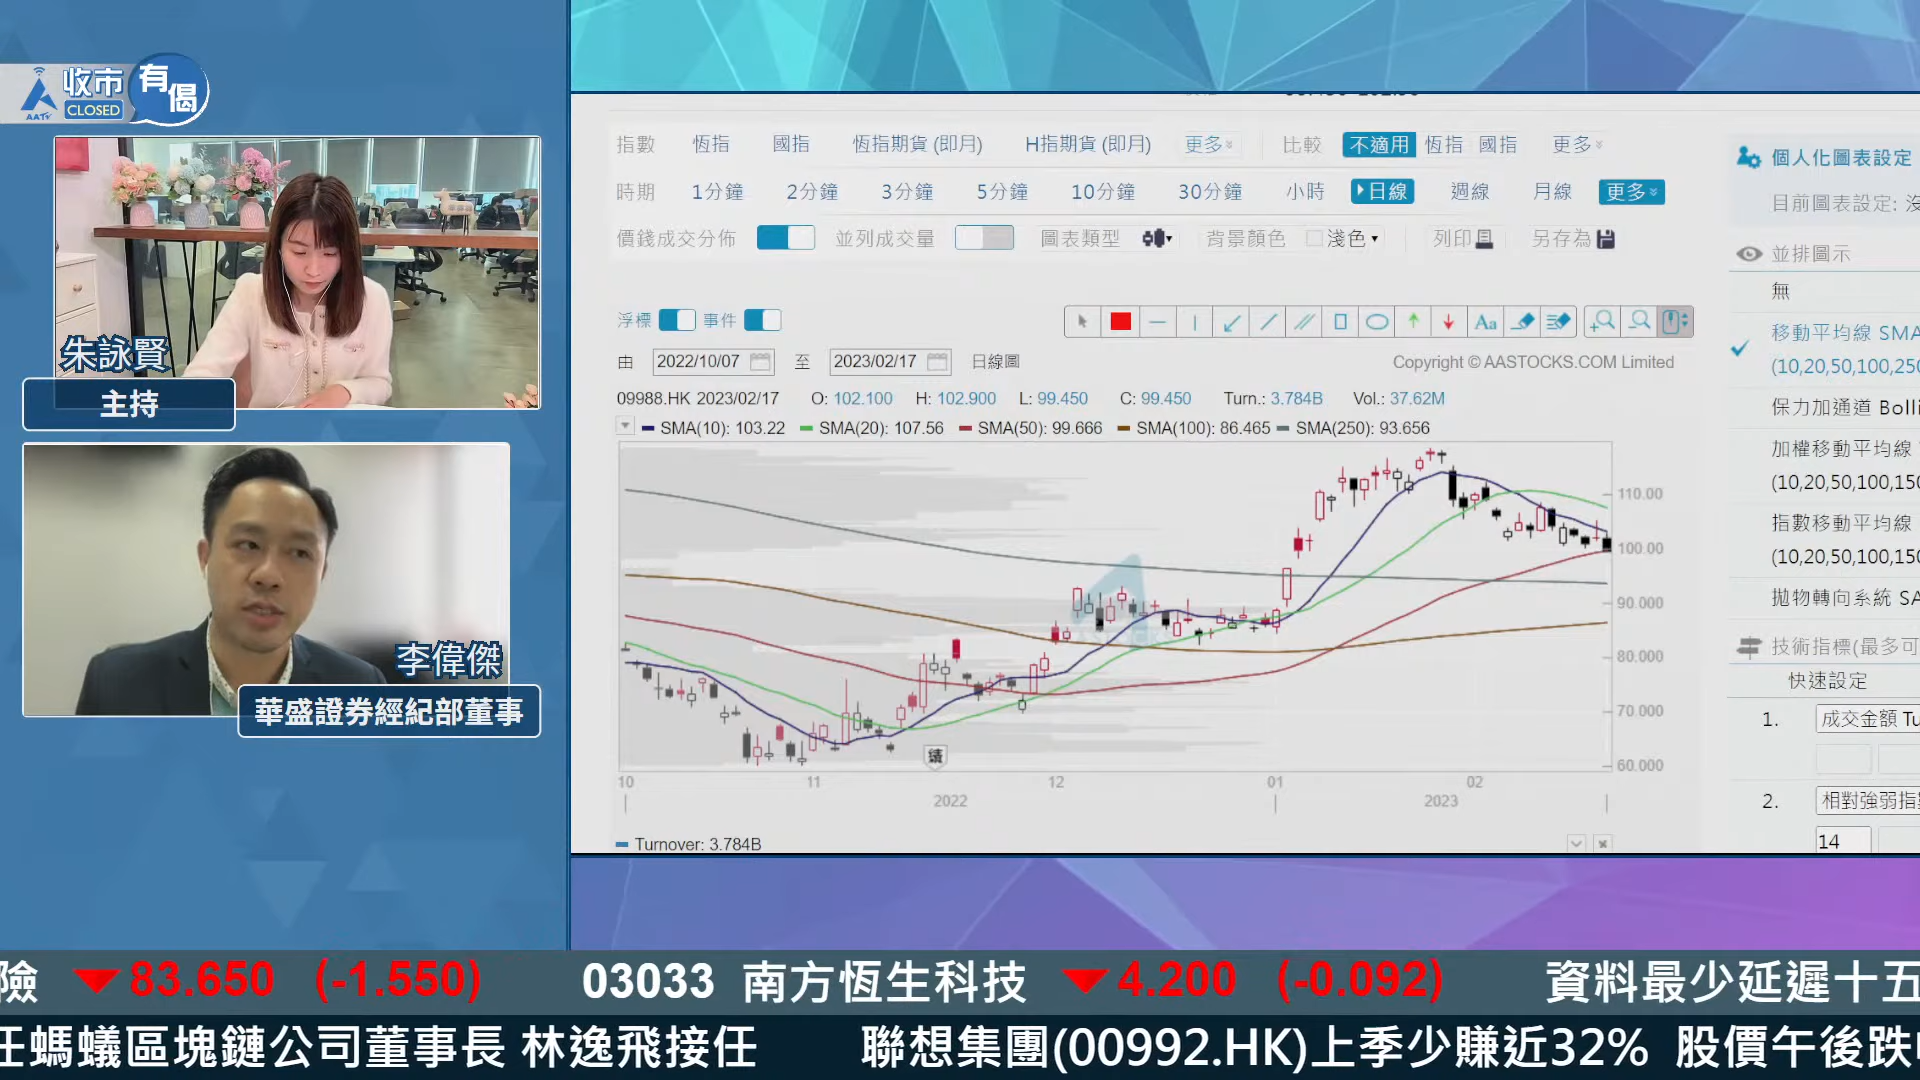 收市
CLOSED
有偈
AATV
朱詠賢
主持
李偉傑
華盛證券經紀部董事
指數 恆指 國指 恆指期貨 (即月) H指期貨 (即月) 更多 比較 不適用 恆指 國指 更多
時期 1分鐘 2分鐘 3分鐘 5分鐘 10分鐘 30分鐘 小時 日線 週線 月線 更多
價錢成交分佈 並列成交量 圖表類型 背景顏色 淺色 列印 另存為
浮標 事件
Aa
由 2022/10/07 至 2023/02/17 日線圖
Copyright © AASTOCKS.COM Limited
09988.HK 2023/02/17 O: 102.100 H: 102.900 L: 99.450 C: 99.450 Turn.: 3.784B Vol.: 37.62M
SMA(10): 103.22 SMA(20): 107.56 SMA(50): 99.666 SMA(100): 86.465 SMA(250): 93.656
110.00
100.00
90.000
80.000
70.000
60.000
績
10 11 12 01 02
2022 2023
Turnover: 3.784B
個人化圖表設定
目前圖表設定: 沒
並排圖示
無
移動平均線 SMA
(10,20,50,100,250
保力加通道 Bolli
加權移動平均線
(10,20,50,100,150
指數移動平均線
(10,20,50,100,150
拋物轉向系統 SA
技術指標(最多可
快速設定
1. 成交金額 Tu
2. 相對強弱指
14
險 83.650 (-1.550) 03033 南方恆生科技 4.200 (-0.092) 資料最少延遲十五
任螞蟻區塊鏈公司董事長 林逸飛接任 聯想集團(00992.HK)上季少賺近32% 股價午後跌